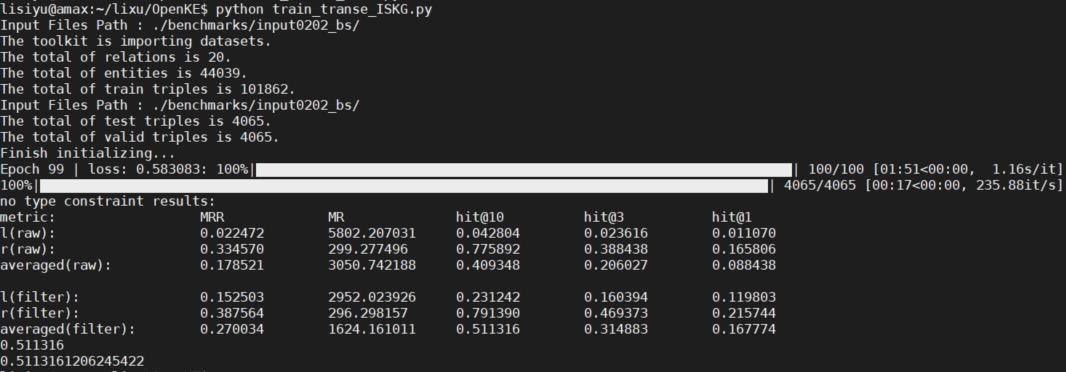 lisiyu@amax:~/lixu/OpenKE$ python train_transe_ISKG.py
Input Files Path : ./benchmarks/input0202_bs/
The toolkit is importing datasets.
The total of relations is 20.
The total of entities is 44039.
The total of train triples is 101862.
Input Files Path : ./benchmarks/input0202_bs/
The total of test triples is 4065.
The total of valid triples is 4065.
Finish initializing...
Epoch 99 | loss: 0.583083: 100%| | 100/100 [01:51<00:00, 1.16s/it]
100%| | 4065/4065 [00:17<00:00, 235.88it/s]
no type constraint results:
metric: MRR MR hit@10 hit@3 hit@1
l(raw): 0.022472 5802.207031 0.042804 0.023616 0.011070
r(raw): 0.334570 299.277496 0.775892 0.388438 0.165806
averaged(raw): 0.178521 3050.742188 0.409348 0.206027 0.088438
l(filter): 0.152503 2952.023926 0.231242 0.160394 0.119803
r(filter): 0.387564 296.298157 0.791390 0.469373 0.215744
averaged(filter): 0.270034 1624.161011 0.511316 0.314883 0.167774
0.511316
0.5113161206245422